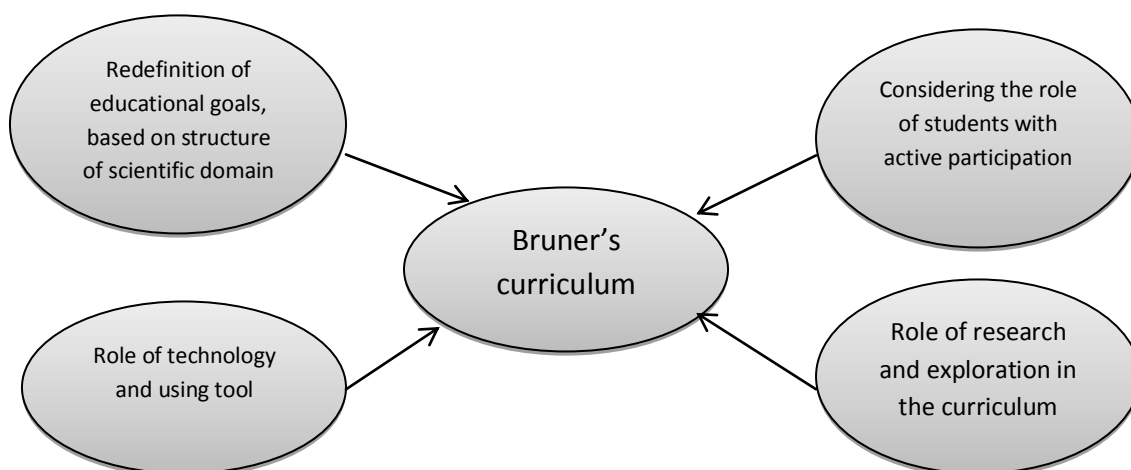 Redefinition of
educational goals,
based on structure
of scientific domain
Considering the role
of students with
active participation
Bruner’s
curriculum
Role of technology
and using tool
Role of research
and exploration in
the curriculum